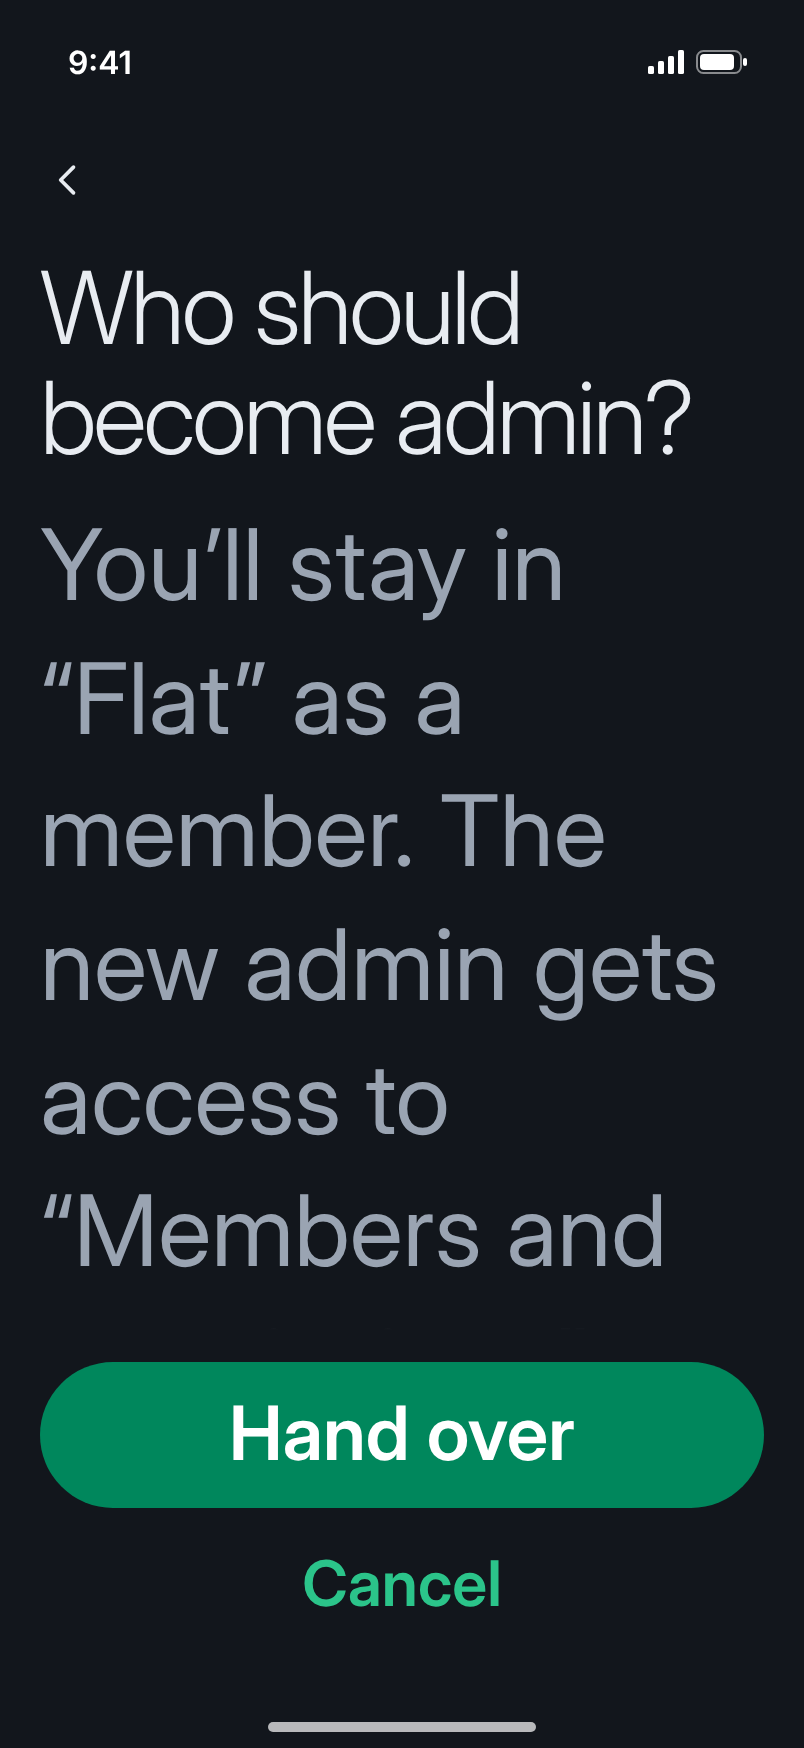 9:41
Who should
become admin?
You’ll stay in
“Flat” as a
member. The
new admin gets
access to
“Members and
Hand over
Cancel